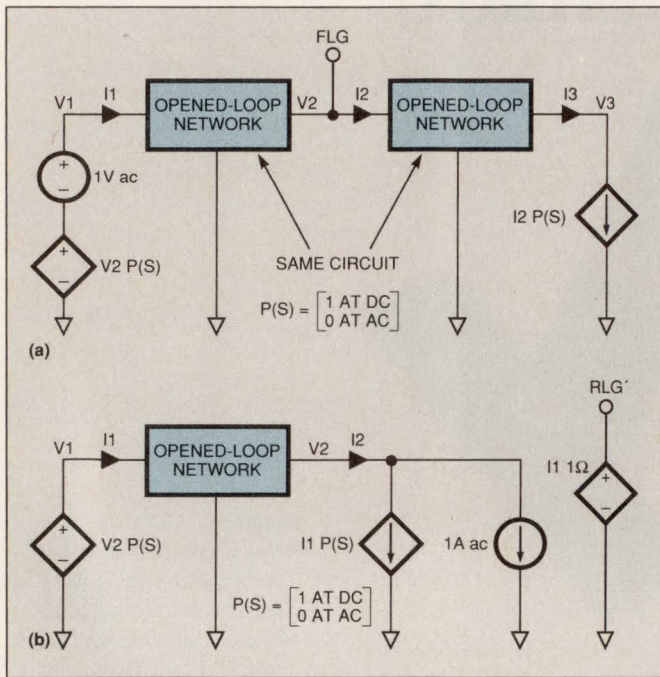 FLG
V1 I1 OPENED-LOOP NETWORK V2 I2 OPENED-LOOP NETWORK I3 V3
+
−
1V ac
+
−
V2 P(S)
I2 P(S)
SAME CIRCUIT
P(S) = [1 AT DC
0 AT AC]
(a)
RLG′
V1 I1 OPENED-LOOP NETWORK V2 I2
+
−
V2 P(S)
I1 P(S)
1A ac
I1 1Ω
+
−
P(S) = [1 AT DC
0 AT AC]
(b)